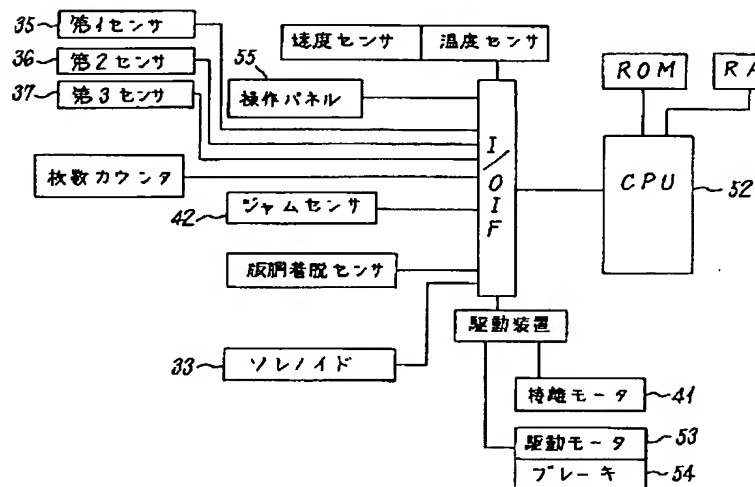 35
第1センサ
36
第2センサ
37
第3センサ
速度センサ
温度センサ
55
操作パネル
ROM
RA
枚数カウンタ
I/OIF
CPU
52
42
ジャムセンサ
版胴着脱センサ
駆動装置
33
ソレノイド
接離モータ
41
駆動モータ
53
ブレーキ
54